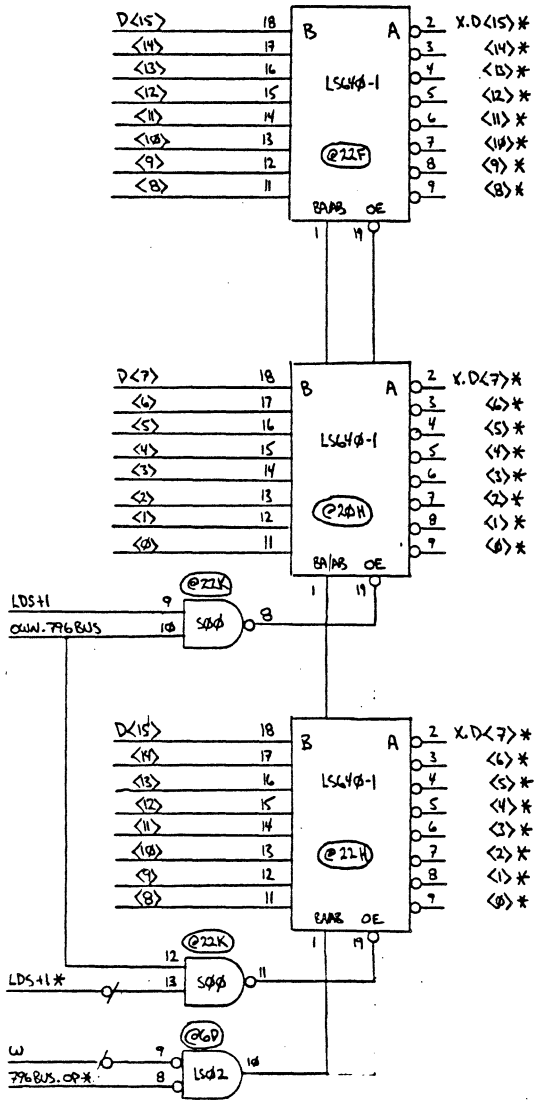 D<15> 18 B A 2 X.D<15>*
<14> 17 3 <14>*
<13> 16 LS640-1 4 <13>*
<12> 15 5 <12>*
<11> 14 6 <11>*
<10> 13 7 <10>*
@22F
<9> 12 8 <9>*
<8> 11 9 <8>*
BA/AB OE
1 19
D<7> 18 B A 2 X.D<7>*
<6> 17 3 <6>*
<5> 16 LS640-1 4 <5>*
<4> 15 5 <4>*
<3> 14 6 <3>*
<2> 13 @20H 7 <2>*
<1> 12 8 <1>*
<0> 11 9 <0>*
BA/AB OE
1 19
@22K
LDS+1 9
S00 8
OWN.796BUS 10
D<15> 18 B A 2 X.D<7>*
<14> 17 3 <6>*
<13> 16 LS640-1 4 <5>*
<12> 15 5 <4>*
<11> 14 6 <3>*
<10> 13 @22H 7 <2>*
<9> 12 8 <1>*
<8> 11 9 <0>*
BA/AB OE
1 19
@22K
12
S00 11
LDS+1* 13
@6D
W 9
LS02 10
796BUS.OP* 8